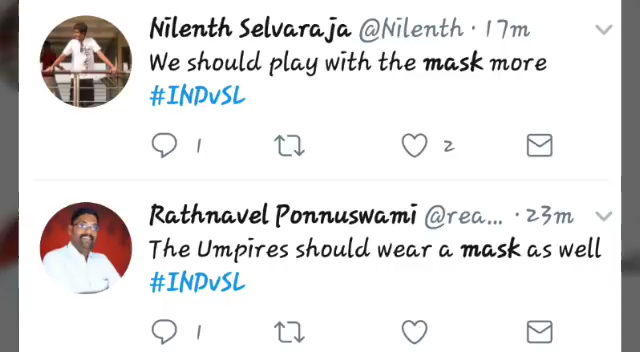 Nilenth Selvaraja @Nilenth · 17m
We should play with the mask more
#INDvSL
1 2
Rathnavel Ponnuswami @rea... · 23m
The Umpires should wear a mask as well
#INDvSL
1